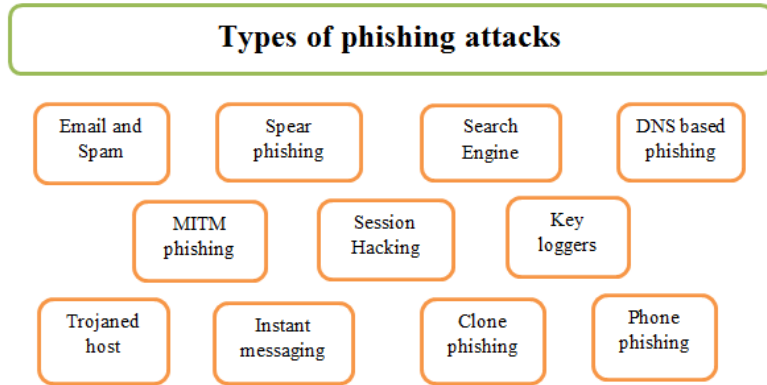 Types of phishing attacks
Email and
Spam
Spear
phishing
Search
Engine
DNS based
phishing
MITM
phishing
Session
Hacking
Key
loggers
Trojaned
host
Instant
messaging
Clone
phishing
Phone
phishing